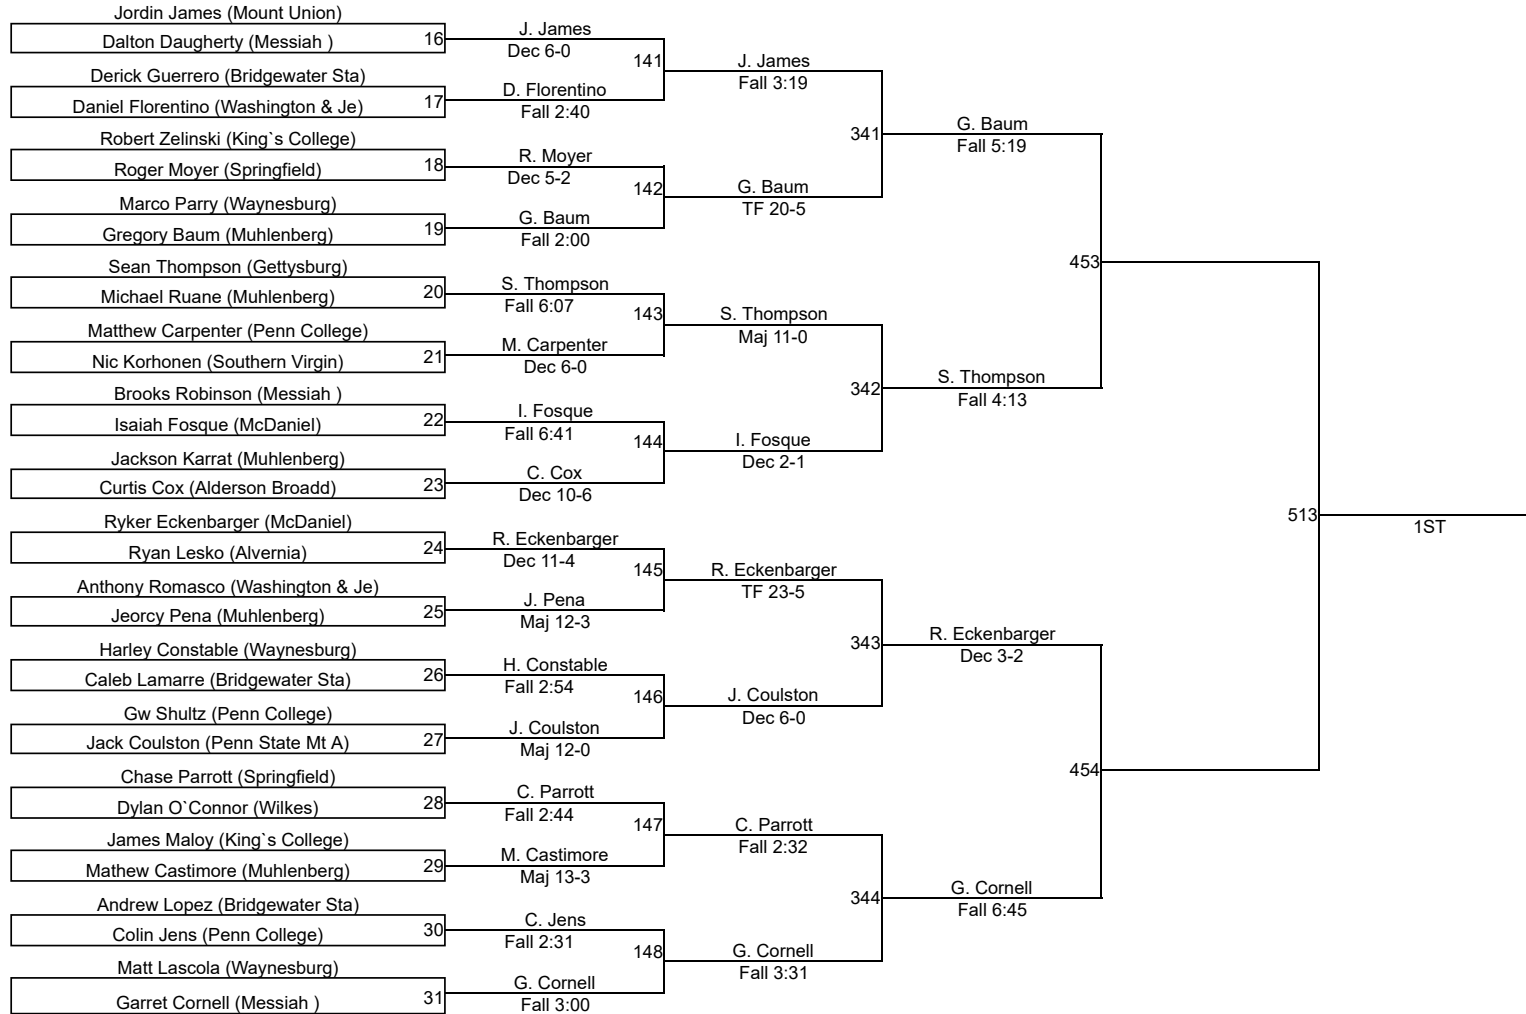 Jordin James (Mount Union)
Dalton Daugherty (Messiah )
16
Derick Guerrero (Bridgewater Sta)
Daniel Florentino (Washington & Je)
17
Robert Zelinski (King`s College)
Roger Moyer (Springfield)
18
Marco Parry (Waynesburg)
Gregory Baum (Muhlenberg)
19
Sean Thompson (Gettysburg)
Michael Ruane (Muhlenberg)
20
Matthew Carpenter (Penn College)
Nic Korhonen (Southern Virgin)
21
Brooks Robinson (Messiah )
Isaiah Fosque (McDaniel)
22
Jackson Karrat (Muhlenberg)
Curtis Cox (Alderson Broadd)
23
Ryker Eckenbarger (McDaniel)
Ryan Lesko (Alvernia)
24
Anthony Romasco (Washington & Je)
Jeorcy Pena (Muhlenberg)
25
Harley Constable (Waynesburg)
Caleb Lamarre (Bridgewater Sta)
26
Gw Shultz (Penn College)
Jack Coulston (Penn State Mt A)
27
Chase Parrott (Springfield)
Dylan O`Connor (Wilkes)
28
James Maloy (King`s College)
Mathew Castimore (Muhlenberg)
29
Andrew Lopez (Bridgewater Sta)
Colin Jens (Penn College)
30
Matt Lascola (Waynesburg)
Garret Cornell (Messiah )
31
J. James
Dec 6-0
141
D. Florentino
Fall 2:40
R. Moyer
Dec 5-2
142
G. Baum
Fall 2:00
S. Thompson
Fall 6:07
143
M. Carpenter
Dec 6-0
I. Fosque
Fall 6:41
144
C. Cox
Dec 10-6
R. Eckenbarger
Dec 11-4
145
J. Pena
Maj 12-3
H. Constable
Fall 2:54
146
J. Coulston
Maj 12-0
C. Parrott
Fall 2:44
147
M. Castimore
Maj 13-3
C. Jens
Fall 2:31
148
G. Cornell
Fall 3:00
J. James
Fall 3:19
341
G. Baum
TF 20-5
S. Thompson
Maj 11-0
342
I. Fosque
Dec 2-1
R. Eckenbarger
TF 23-5
343
J. Coulston
Dec 6-0
C. Parrott
Fall 2:32
344
G. Cornell
Fall 3:31
G. Baum
Fall 5:19
453
S. Thompson
Fall 4:13
R. Eckenbarger
Dec 3-2
454
G. Cornell
Fall 6:45
513
1ST